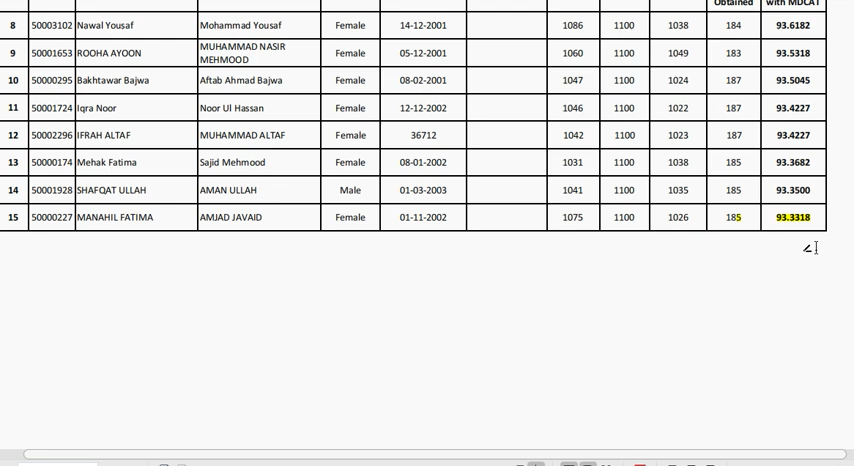 Obtained with MDCAT
8 50003102 Nawal Yousaf Mohammad Yousaf Female 14-12-2001 1086 1100 1038 184 93.6182
9 50001653 ROOHA AYOON MUHAMMAD NASIR MEHMOOD Female 05-12-2001 1060 1100 1049 183 93.5318
10 50000295 Bakhtawar Bajwa Aftab Ahmad Bajwa Female 08-02-2001 1047 1100 1024 187 93.5045
11 50001724 Iqra Noor Noor Ul Hassan Female 12-12-2002 1046 1100 1022 187 93.4227
12 50002296 IFRAH ALTAF MUHAMMAD ALTAF Female 36712 1042 1100 1023 187 93.4227
13 50000174 Mehak Fatima Sajid Mehmood Female 08-01-2002 1031 1100 1038 185 93.3682
14 50001928 SHAFQAT ULLAH AMAN ULLAH Male 01-03-2003 1041 1100 1035 185 93.3500
15 50000227 MANAHIL FATIMA AMJAD JAVAID Female 01-11-2002 1075 1100 1026 185 93.3318